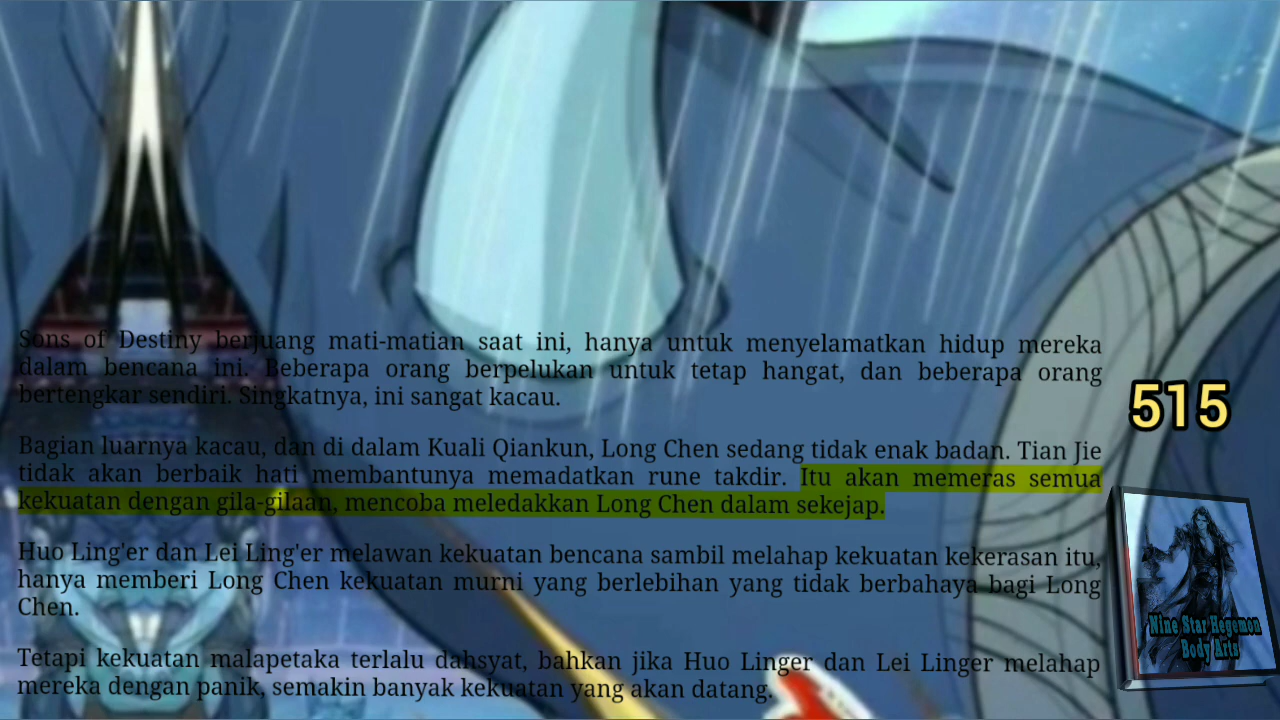 Sons of Destiny berjuang mati-matian saat ini, hanya untuk menyelamatkan hidup mereka
dalam bencana ini. Beberapa orang berpelukan untuk tetap hangat, dan beberapa orang
bertengkar sendiri. Singkatnya, ini sangat kacau.
Bagian luarnya kacau, dan di dalam Kuali Qiankun, Long Chen sedang tidak enak badan. Tian Jie
tidak akan berbaik hati membantunya memadatkan rune takdir. Itu akan memeras semua
kekuatan dengan gila-gilaan, mencoba meledakkan Long Chen dalam sekejap.
Huo Ling'er dan Lei Ling'er melawan kekuatan bencana sambil melahap kekuatan kekerasan itu,
hanya memberi Long Chen kekuatan murni yang berlebihan yang tidak berbahaya bagi Long
Chen.
Tetapi kekuatan malapetaka terlalu dahsyat, bahkan jika Huo Linger dan Lei Linger melahap
mereka dengan panik, semakin banyak kekuatan yang akan datang.
515
Nine Star Hegemon
Body Arts